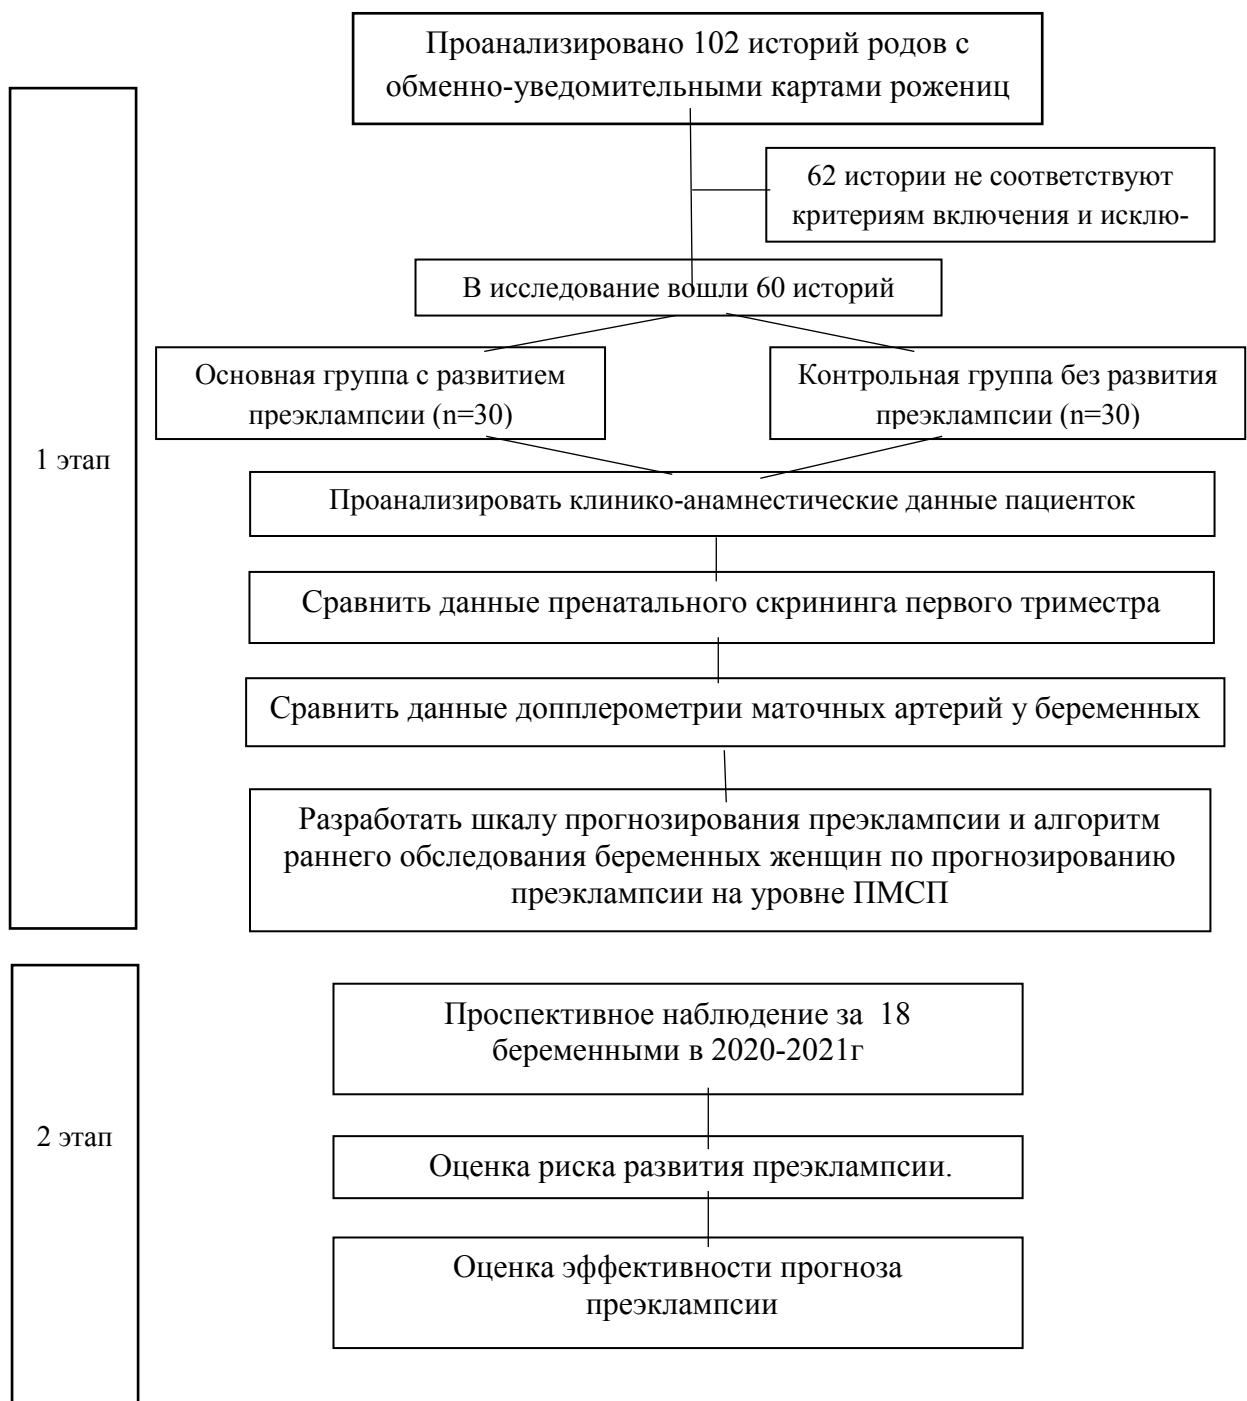 Проанализировано 102 историй родов с
обменно-уведомительными картами рожениц
62 истории не соответствуют
критериям включения и исклю-
В исследование вошли 60 историй
Основная группа с развитием
преэклампсии (n=30)
Контрольная группа без развития
преэклампсии (n=30)
1 этап
Проанализировать клинико-анамнестические данные пациенток
Сравнить данные пренатального скрининга первого триместра
Сравнить данные допплерометрии маточных артерий у беременных
Разработать шкалу прогнозирования преэклампсии и алгоритм
раннего обследования беременных женщин по прогнозированию
преэклампсии на уровне ПМСП
Проспективное наблюдение за 18
беременными в 2020-2021г
2 этап
Оценка риска развития преэклампсии.
Оценка эффективности прогноза
преэклампсии